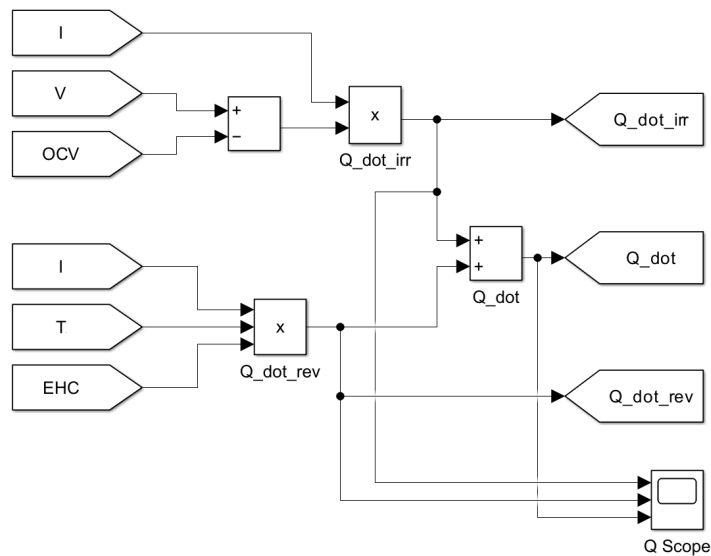 I
V
+
OCV
−
x
Q_dot_irr
Q_dot_irr
I
+
+
Q_dot
Q_dot
T
x
EHC
Q_dot_rev
Q_dot_rev
Q Scope